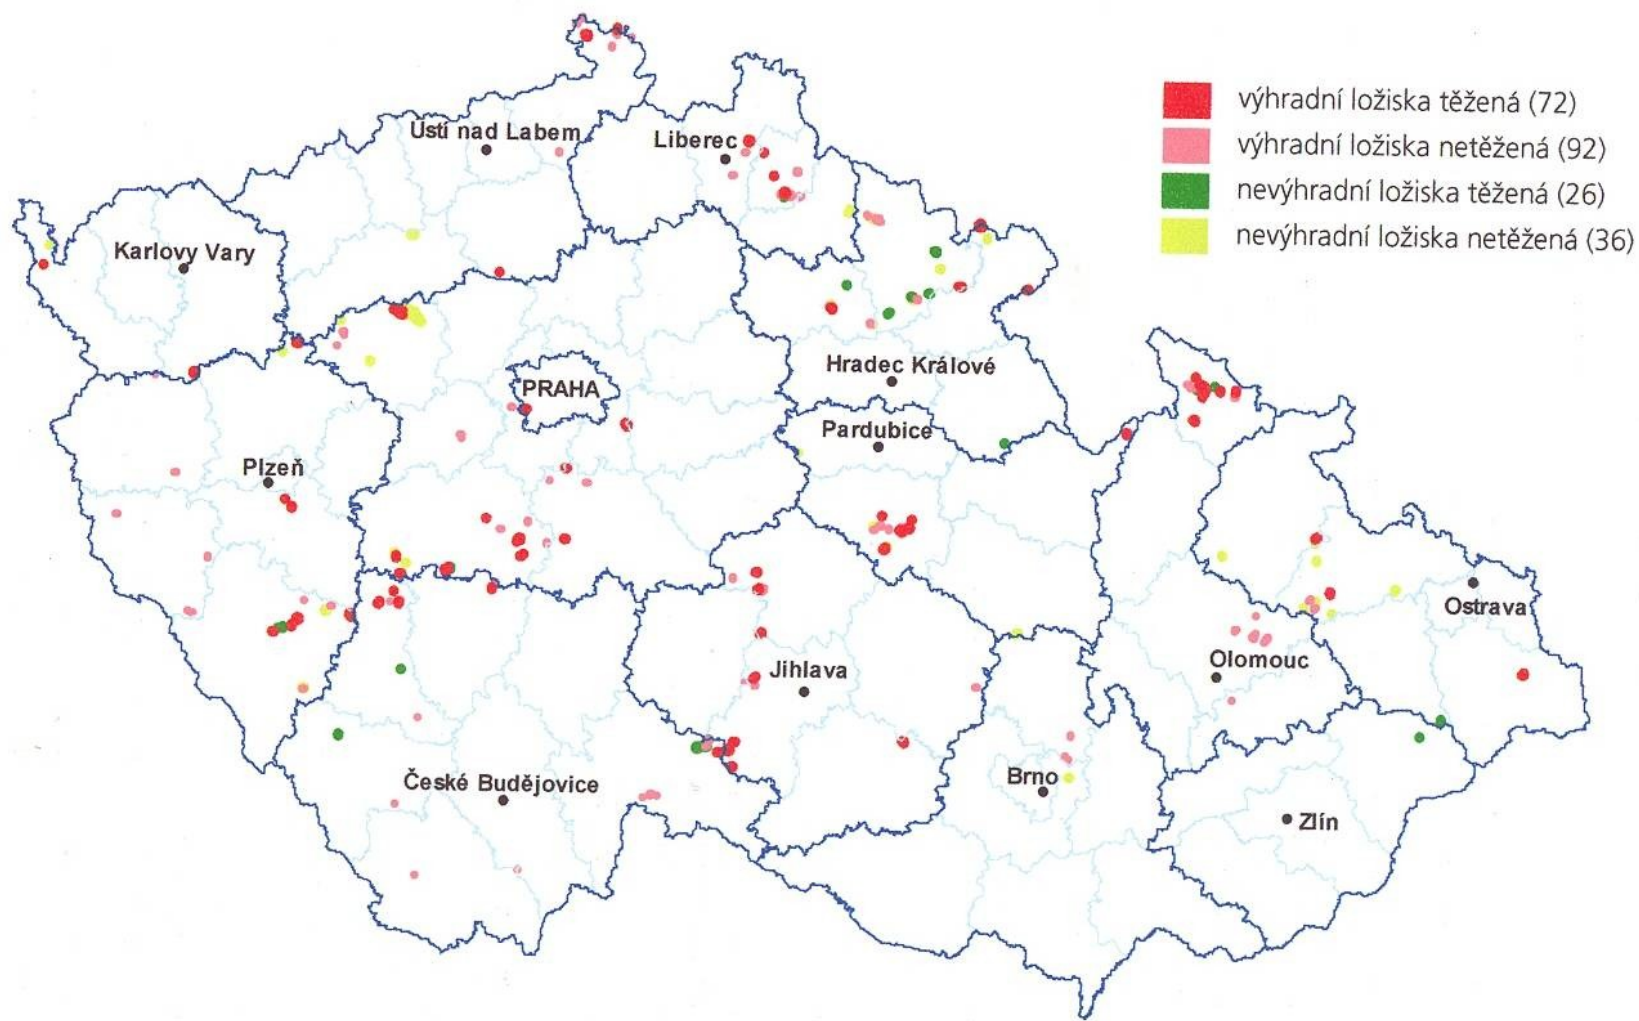 výhradní ložiska těžená (72)
výhradní ložiska netěžená (92)
nevýhradní ložiska těžená (26)
nevýhradní ložiska netěžená (36)
Ústí nad Labem
Liberec
Karlovy Vary
Hradec Králové
PRAHA
Pardubice
Plzeň
Ostrava
Olomouc
Jihlava
Brno
České Budějovice
Zlín